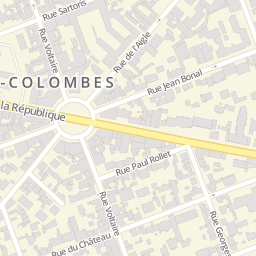 Rue Sartoris
Rue Voltaire
Rue de l'Aigle
Rue Jean Bonal
-COLOMBES
la République
Rue Paul Rollet
Rue Voltaire
Rue Georges
Rue du Château